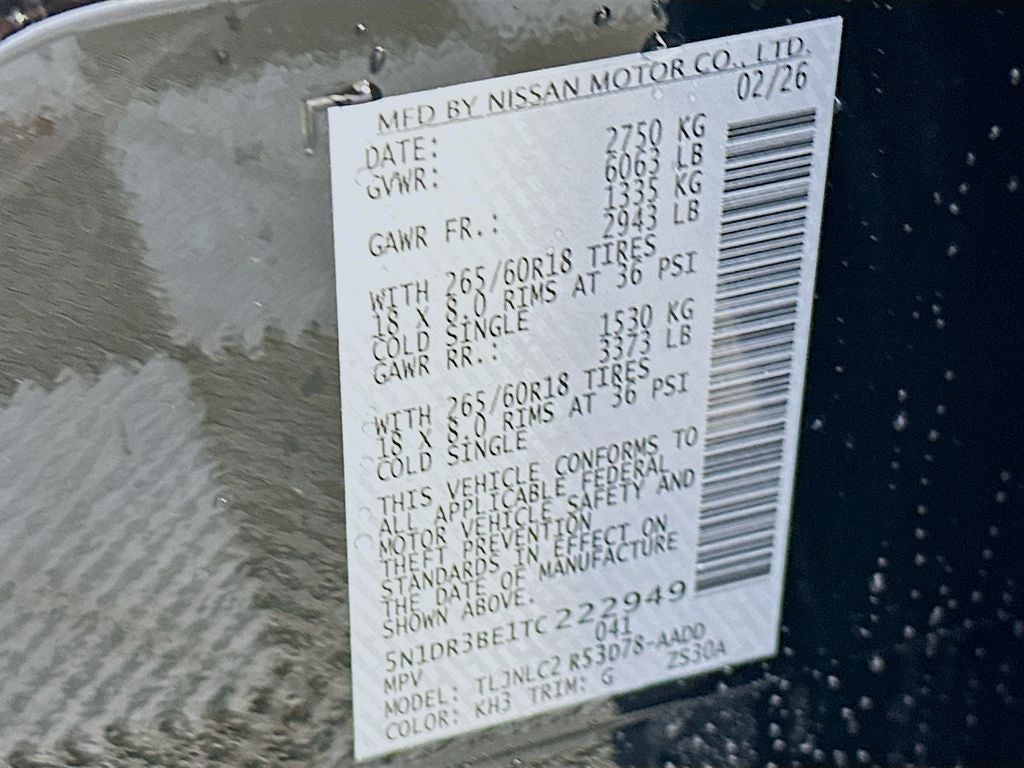 MFD BY NISSAN MOTOR CO., LTD.
DATE: 02/26
GVWR: 2750 KG
6063 LB
GAWR FR.: 1335 KG
2943 LB
WITH 265/60R18 TIRES
18 X 8.0 RIMS AT 36 PSI
COLD SINGLE
GAWR RR.: 1530 KG
3373 LB
WITH 265/60R18 TIRES
18 X 8.0 RIMS AT 36 PSI
COLD SINGLE
THIS VEHICLE CONFORMS TO
ALL APPLICABLE FEDERAL
MOTOR VEHICLE SAFETY AND
THEFT PREVENTION
STANDARDS IN EFFECT ON
THE DATE OF MANUFACTURE
SHOWN ABOVE.
5N1DR3BE1TC222949
MPV 041
MODEL: TLJNLC2 R53D78-AADD
COLOR: KH3 TRIM: G ZS30A